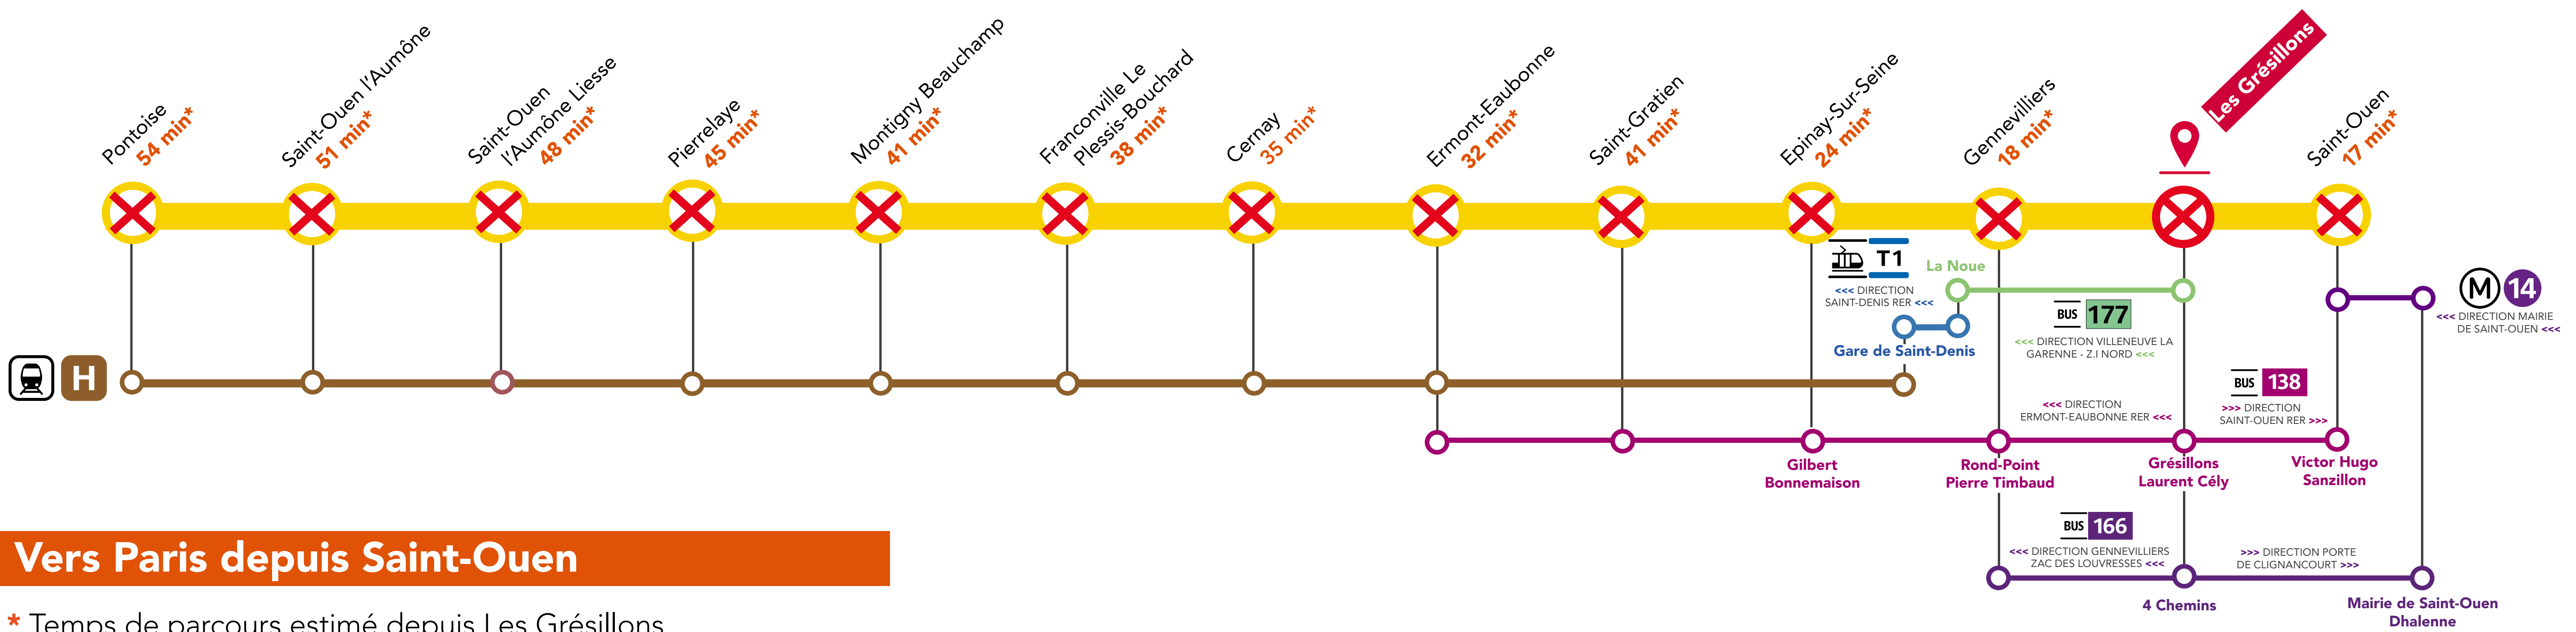 Pontoise
54 min*
Saint-Ouen l'Aumône
51 min*
Saint-Ouen
l'Aumône Liesse
48 min*
Pierrelaye
45 min*
Montigny Beauchamp
41 min*
Franconville Le
Plessis-Bouchard
38 min*
Cernay
35 min*
Ermont-Eaubonne
32 min*
Saint-Gratien
41 min*
Epinay-Sur-Seine
24 min*
Gennevilliers
18 min*
Les Grésillons
Saint-Ouen
17 min*
T1
<<< DIRECTION
SAINT-DENIS RER <<<
La Noue
Gare de Saint-Denis
BUS 177
<<< DIRECTION VILLENEUVE LA
GARENNE - Z.I NORD <<<
M 14
<<< DIRECTION MAIRIE
DE SAINT-OUEN <<<
H
BUS 138
<<< DIRECTION
ERMONT-EAUBONNE RER <<<
>>> DIRECTION
SAINT-OUEN RER >>>
Gilbert
Bonnemaison
Rond-Point
Pierre Timbaud
Grésillons
Laurent Cély
Victor Hugo
Sanzillon
BUS 166
<<< DIRECTION GENNEVILLIERS
ZAC DES LOUVRESSES <<<
>>> DIRECTION PORTE
DE CLIGNANCOURT >>>
4 Chemins
Mairie de Saint-Ouen
Dhalenne
Vers Paris depuis Saint-Ouen
* Temps de parcours estimé depuis Les Grésillons